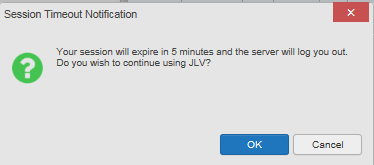 Session Timeout Notification
Your session will expire in 5 minutes and the server will log you out.
Do you wish to continue using JLV?
OK Cancel